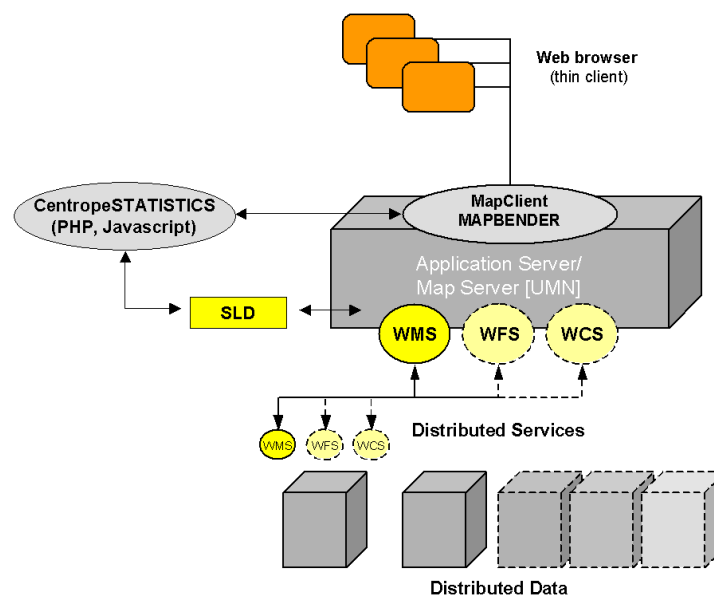 Web browser
(thin client)
CentropeSTATISTICS
(PHP, Javascript)
MapClient
MAPBENDER
Application Server/
Map Server [UMN]
SLD
WMS
WFS
WCS
Distributed Services
WMS
WFS
WCS
Distributed Data